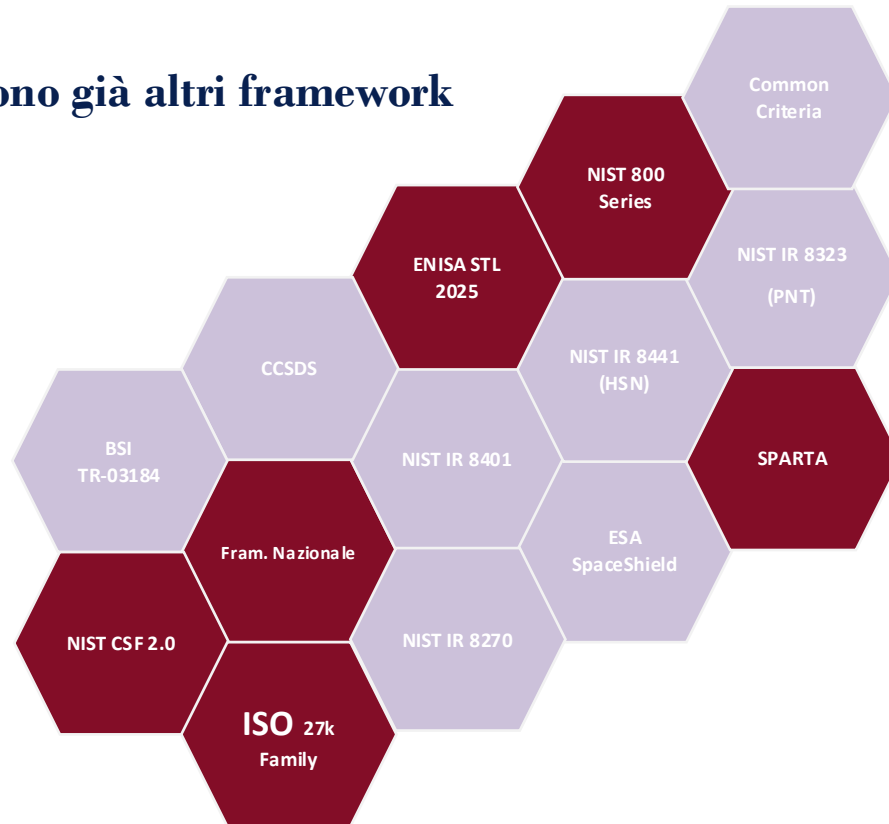 ono già altri framework
Common
Criteria
NIST 800
Series
NIST IR 8323
(PNT)
ENISA STL
2025
NIST IR 8441
(HSN)
CCSDS
SPARTA
BSI
TR-03184
NIST IR 8401
Fram. Nazionale
ESA
SpaceShield
NIST CSF 2.0
NIST IR 8270
ISO 27k
Family